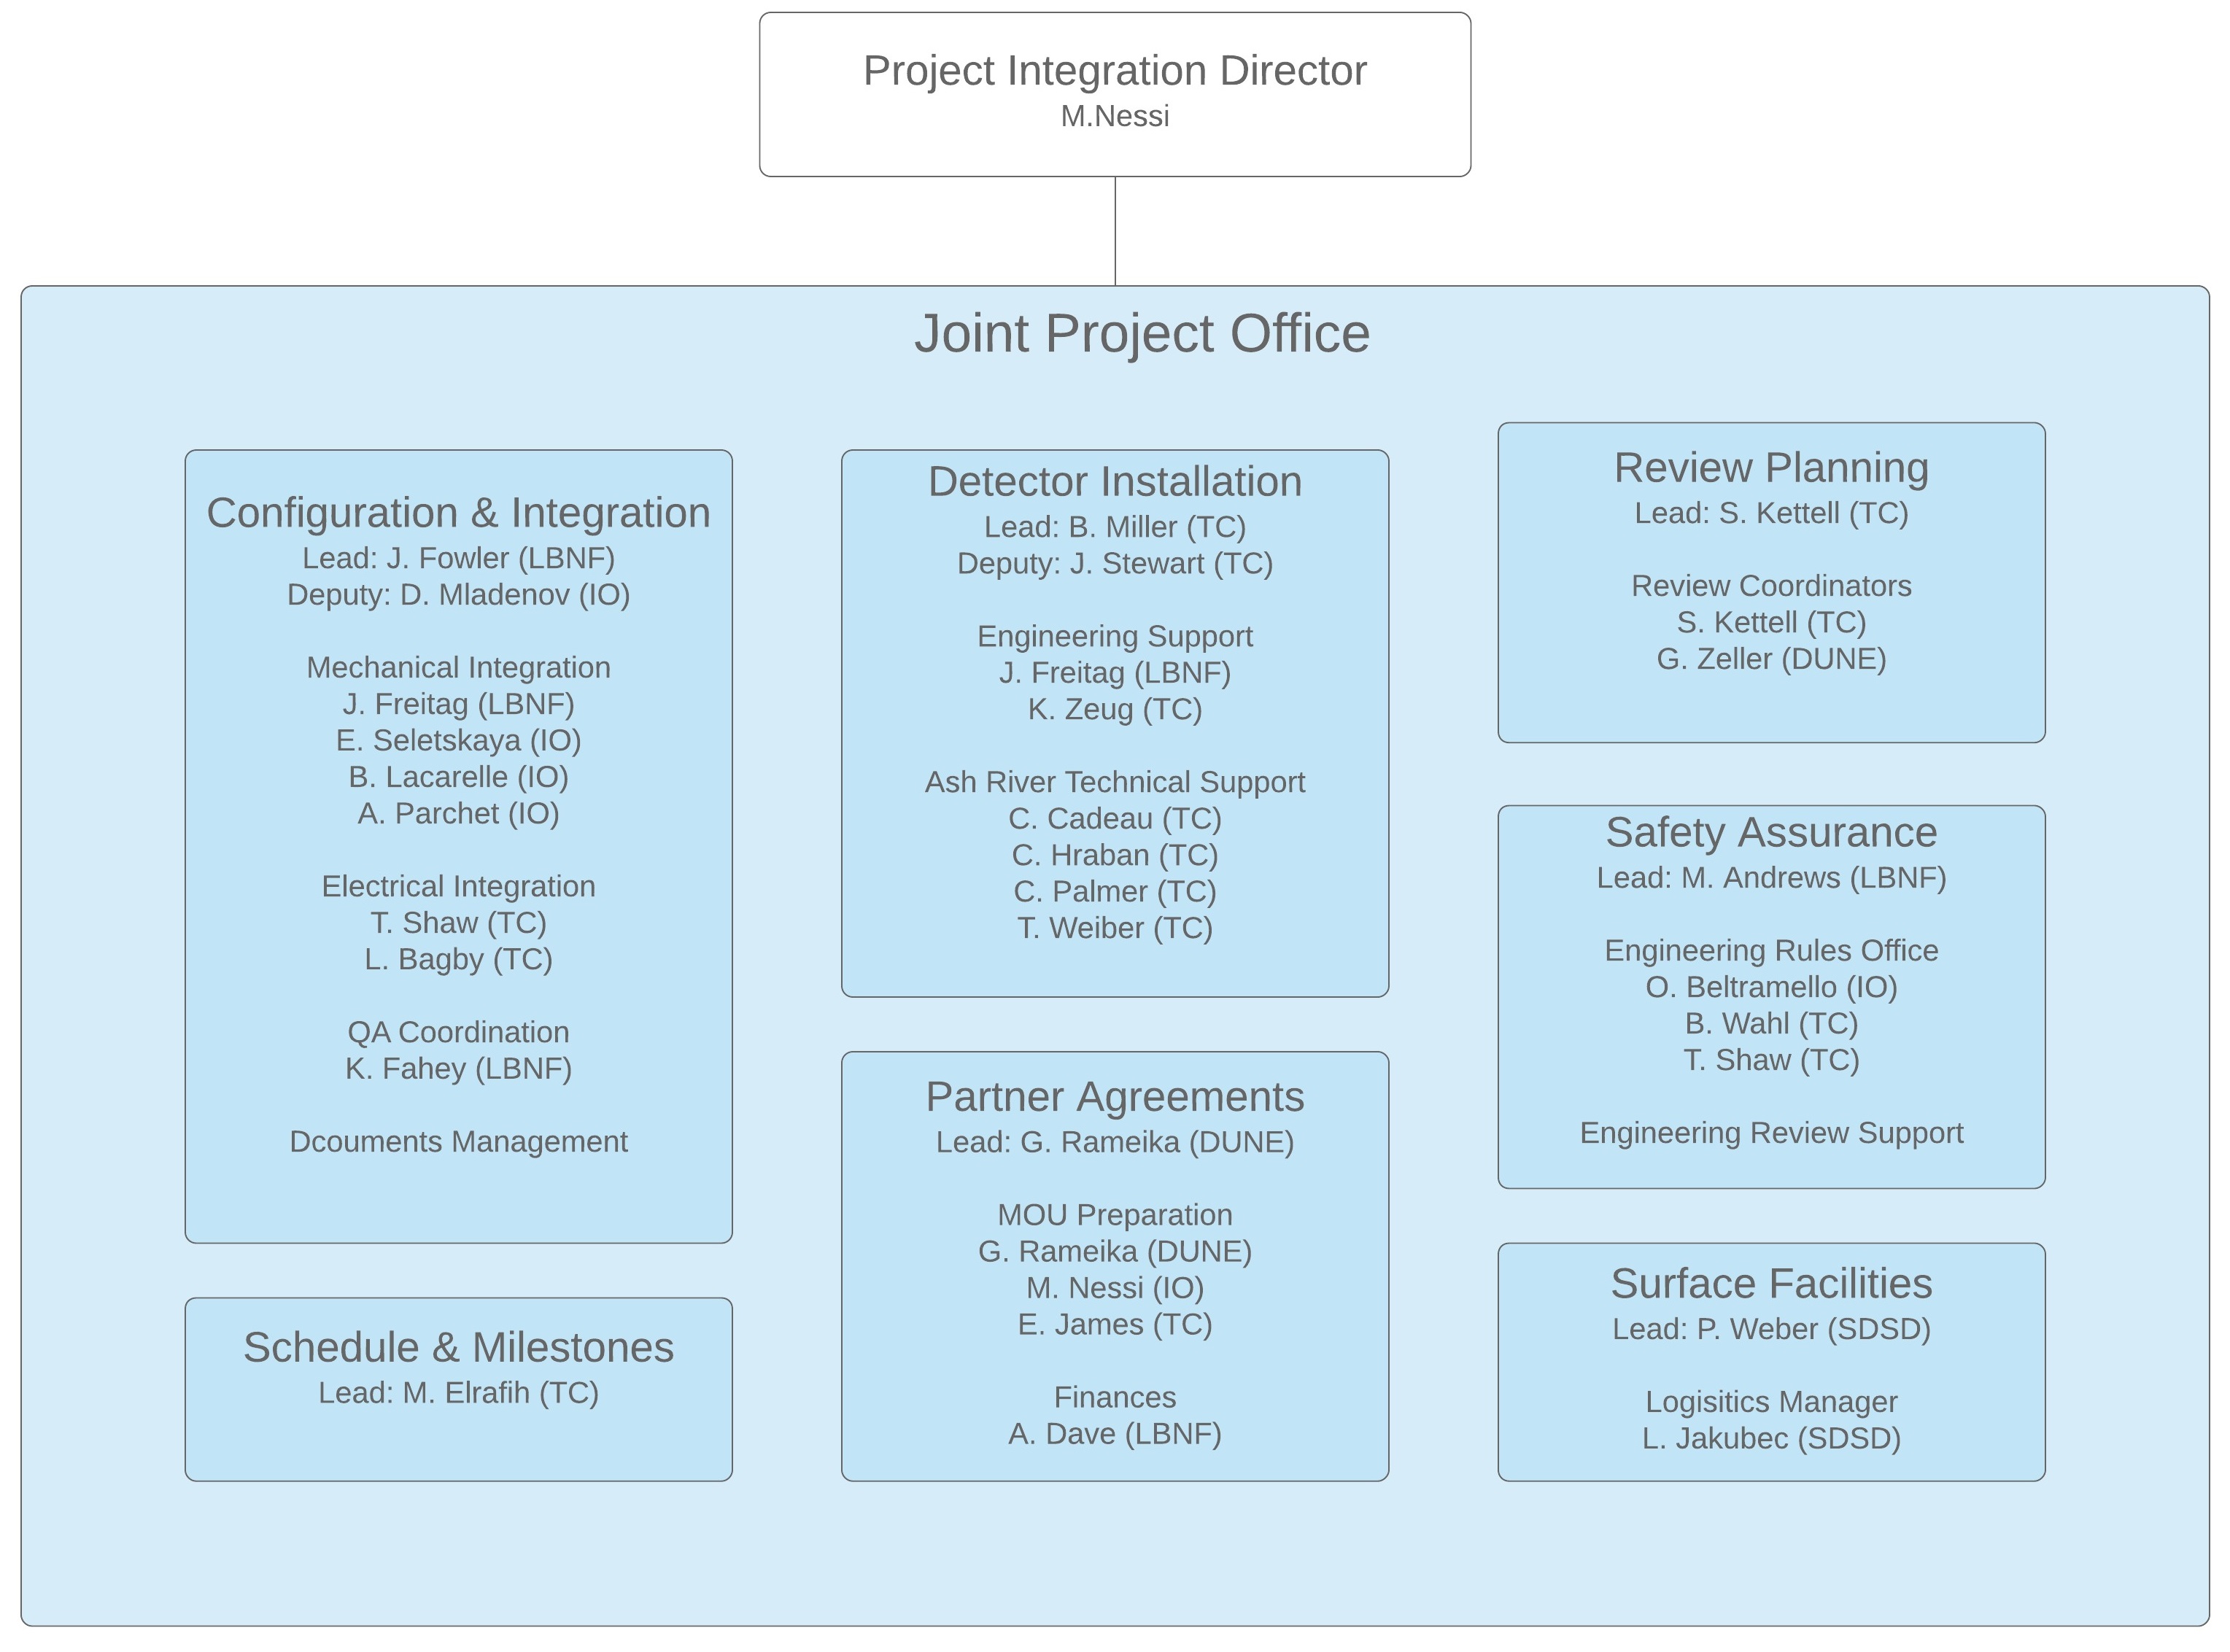 Project Integration Director
M.Nessi
Joint Project Office
Configuration & Integration
Lead: J. Fowler (LBNF)
Deputy: D. Mladenov (IO)
Mechanical Integration
J. Freitag (LBNF)
E. Seletskaya (IO)
B. Lacarelle (IO)
A. Parchet (IO)
Electrical Integration
T. Shaw (TC)
L. Bagby (TC)
QA Coordination
K. Fahey (LBNF)
Dcouments Management
Schedule & Milestones
Lead: M. Elrafih (TC)
Detector Installation
Lead: B. Miller (TC)
Deputy: J. Stewart (TC)
Engineering Support
J. Freitag (LBNF)
K. Zeug (TC)
Ash River Technical Support
C. Cadeau (TC)
C. Hraban (TC)
C. Palmer (TC)
T. Weiber (TC)
Partner Agreements
Lead: G. Rameika (DUNE)
MOU Preparation
G. Rameika (DUNE)
M. Nessi (IO)
E. James (TC)
Finances
A. Dave (LBNF)
Review Planning
Lead: S. Kettell (TC)
Review Coordinators
S. Kettell (TC)
G. Zeller (DUNE)
Safety Assurance
Lead: M. Andrews (LBNF)
Engineering Rules Office
O. Beltramello (IO)
B. Wahl (TC)
T. Shaw (TC)
Engineering Review Support
Surface Facilities
Lead: P. Weber (SDSD)
Logisitics Manager
L. Jakubec (SDSD)